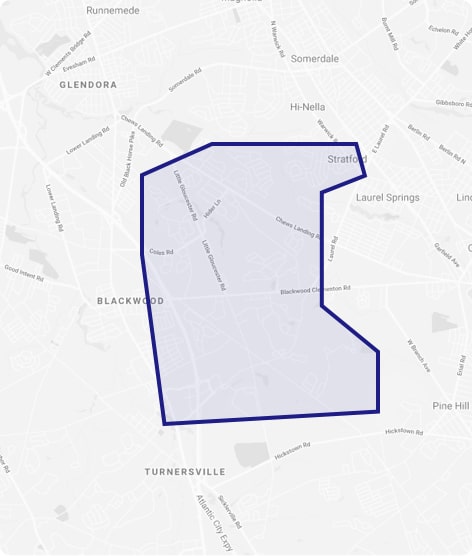 Runnemede
W Clements Bridge Rd
Evesham Rd
GLENDORA
Somerdale Rd
N Warwick Rd
Somerdale
Burnt Mill Rd
Echelon Rd
White Ho
Gibbsboro Rd
Hi-Nella
Warwick
Chews Landing Rd
Lower Landing Rd
Old Black Horse Pike
E Laurel Rd
Berlin Rd N
Berlin Rd N
Stratford
Little Gloucester Rd
Hider Ln
Laurel Springs
Lin
Lower Landing Rd
Chews Landing Rd
Laurel Rd
Coles Rd
Little Gloucester Rd
Garfield Ave
C
Good Intent Rd
Blackwood Clementon Rd
BLACKWOOD
W Branch Ave
Erial Rd
Pine Hill
Hickstown Rd
Hickstown Rd
TURNERSVILLE
Atlantic City Expy
Sicklerville Rd